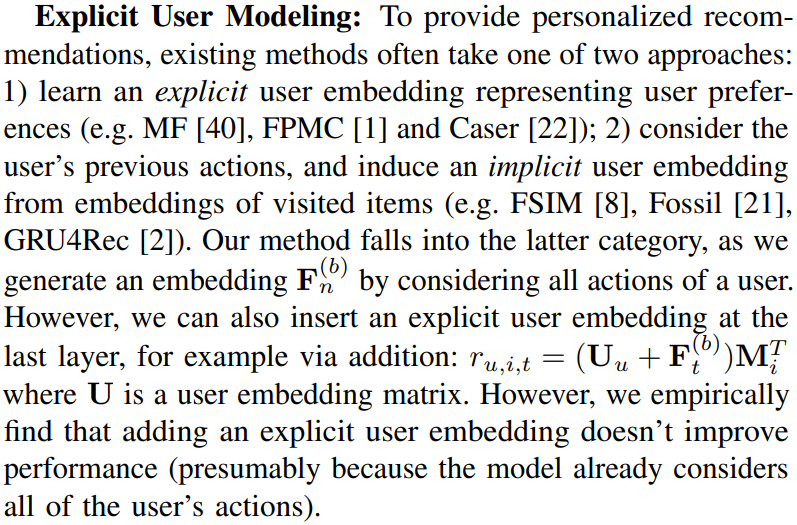 Explicit User Modeling: To provide personalized recom-
mendations, existing methods often take one of two approaches:
1) learn an explicit user embedding representing user prefer-
ences (e.g. MF [40], FPMC [1] and Caser [22]); 2) consider the
user's previous actions, and induce an implicit user embedding
from embeddings of visited items (e.g. FSIM [8], Fossil [21],
GRU4Rec [2]). Our method falls into the latter category, as we
generate an embedding $\mathbf{F}_n^{(b)}$ by considering all actions of a user.
However, we can also insert an explicit user embedding at the
last layer, for example via addition: $r_{u,i,t} = (\mathbf{U}_u + \mathbf{F}_t^{(b)})\mathbf{M}_i^T$
where $\mathbf{U}$ is a user embedding matrix. However, we empirically
find that adding an explicit user embedding doesn't improve
performance (presumably because the model already considers
all of the user's actions).